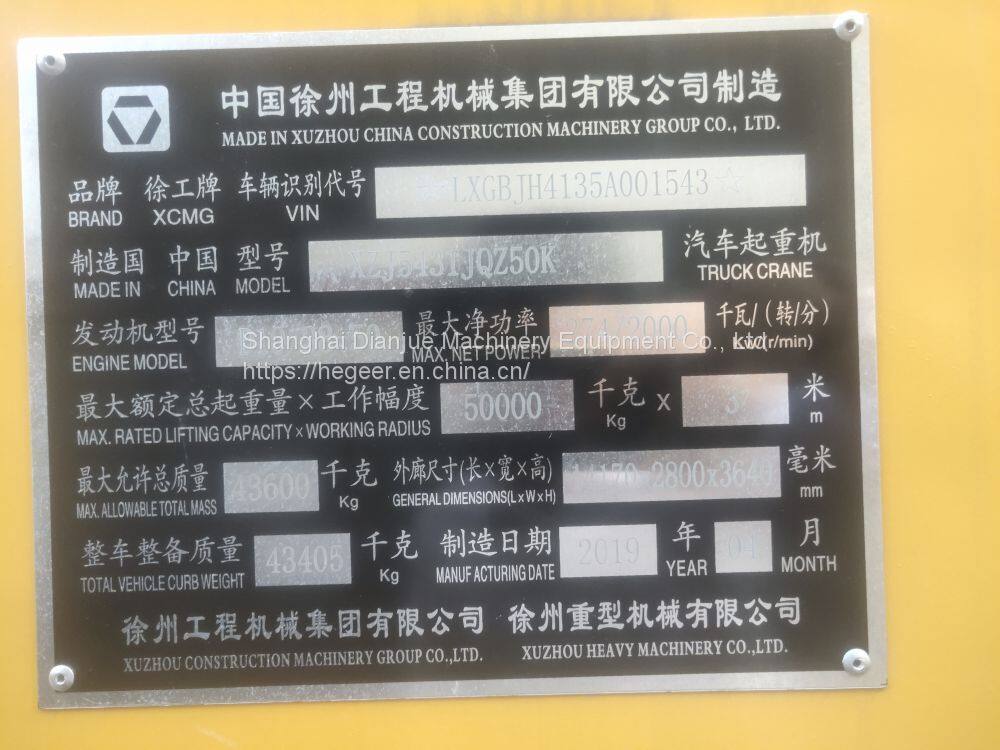 中国徐州工程机械集团有限公司制造
MADE IN XUZHOU CHINA CONSTRUCTION MACHINERY GROUP CO., LTD.
品牌 徐工牌 车辆识别代号 ☆LXGBJH4135A001543☆
BRAND XCMG VIN
制造国 中国 型号 XZJ5431JQZ50K 汽车起重机
MADE IN CHINA MODEL TRUCK CRANE
发动机型号 最大净功率 274/2000 千瓦/(转/分)
ENGINE MODEL MAX. NET POWER Kw/(r/min)
Shanghai Dianjue Machinery Equipment Co., Ltd.
https://hegeer.en.china.cn/
最大额定总起重量×工作幅度 50000 千克 x 3 米
MAX. RATED LIFTING CAPACITY×WORKING RADIUS Kg m
最大允许总质量 43600 千克 外廊尺寸(长×宽×高) x2800x3640 毫米
MAX. ALLOWABLE TOTAL MASS Kg GENERAL DIMENSIONS(L×W×H) mm
整车整备质量 43405 千克 制造日期 2019 年 04 月
TOTAL VEHICLE CURB WEIGHT Kg MANUFACTURING DATE YEAR MONTH
徐州工程机械集团有限公司 徐州重型机械有限公司
XUZHOU CONSTRUCTION MACHINERY GROUP CO.,LTD. XUZHOU HEAVY MACHINERY CO.,LTD.